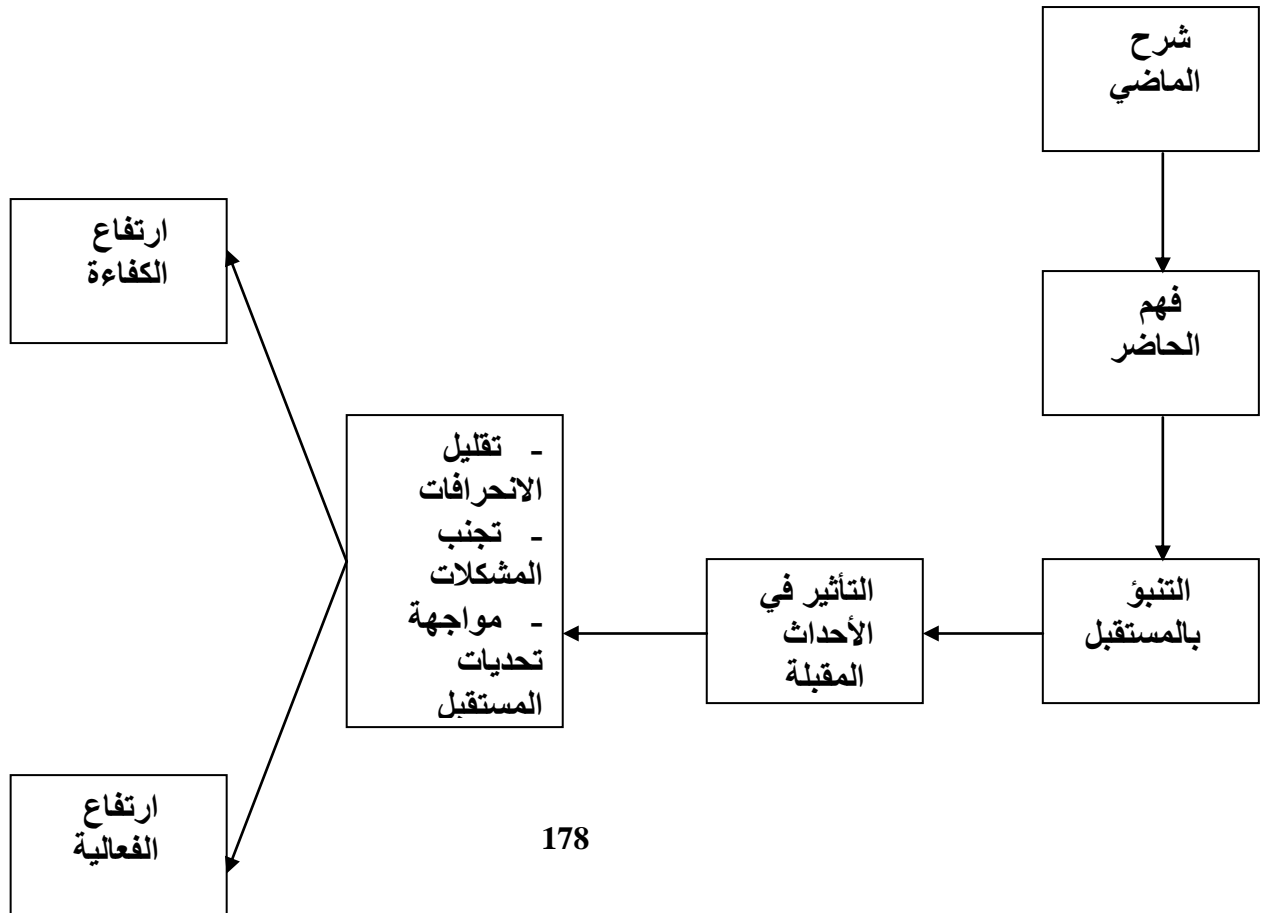 شرح
الماضي
فهم
الحاضر
التنبؤ
بالمستقبل
التأثير في
الأحداث
المقبلة
- تقليل
الانحرافات
- تجنب
المشكلات
- مواجهة
تحديات
المستقبل
ارتفاع
الكفاءة
ارتفاع
الفعالية
178